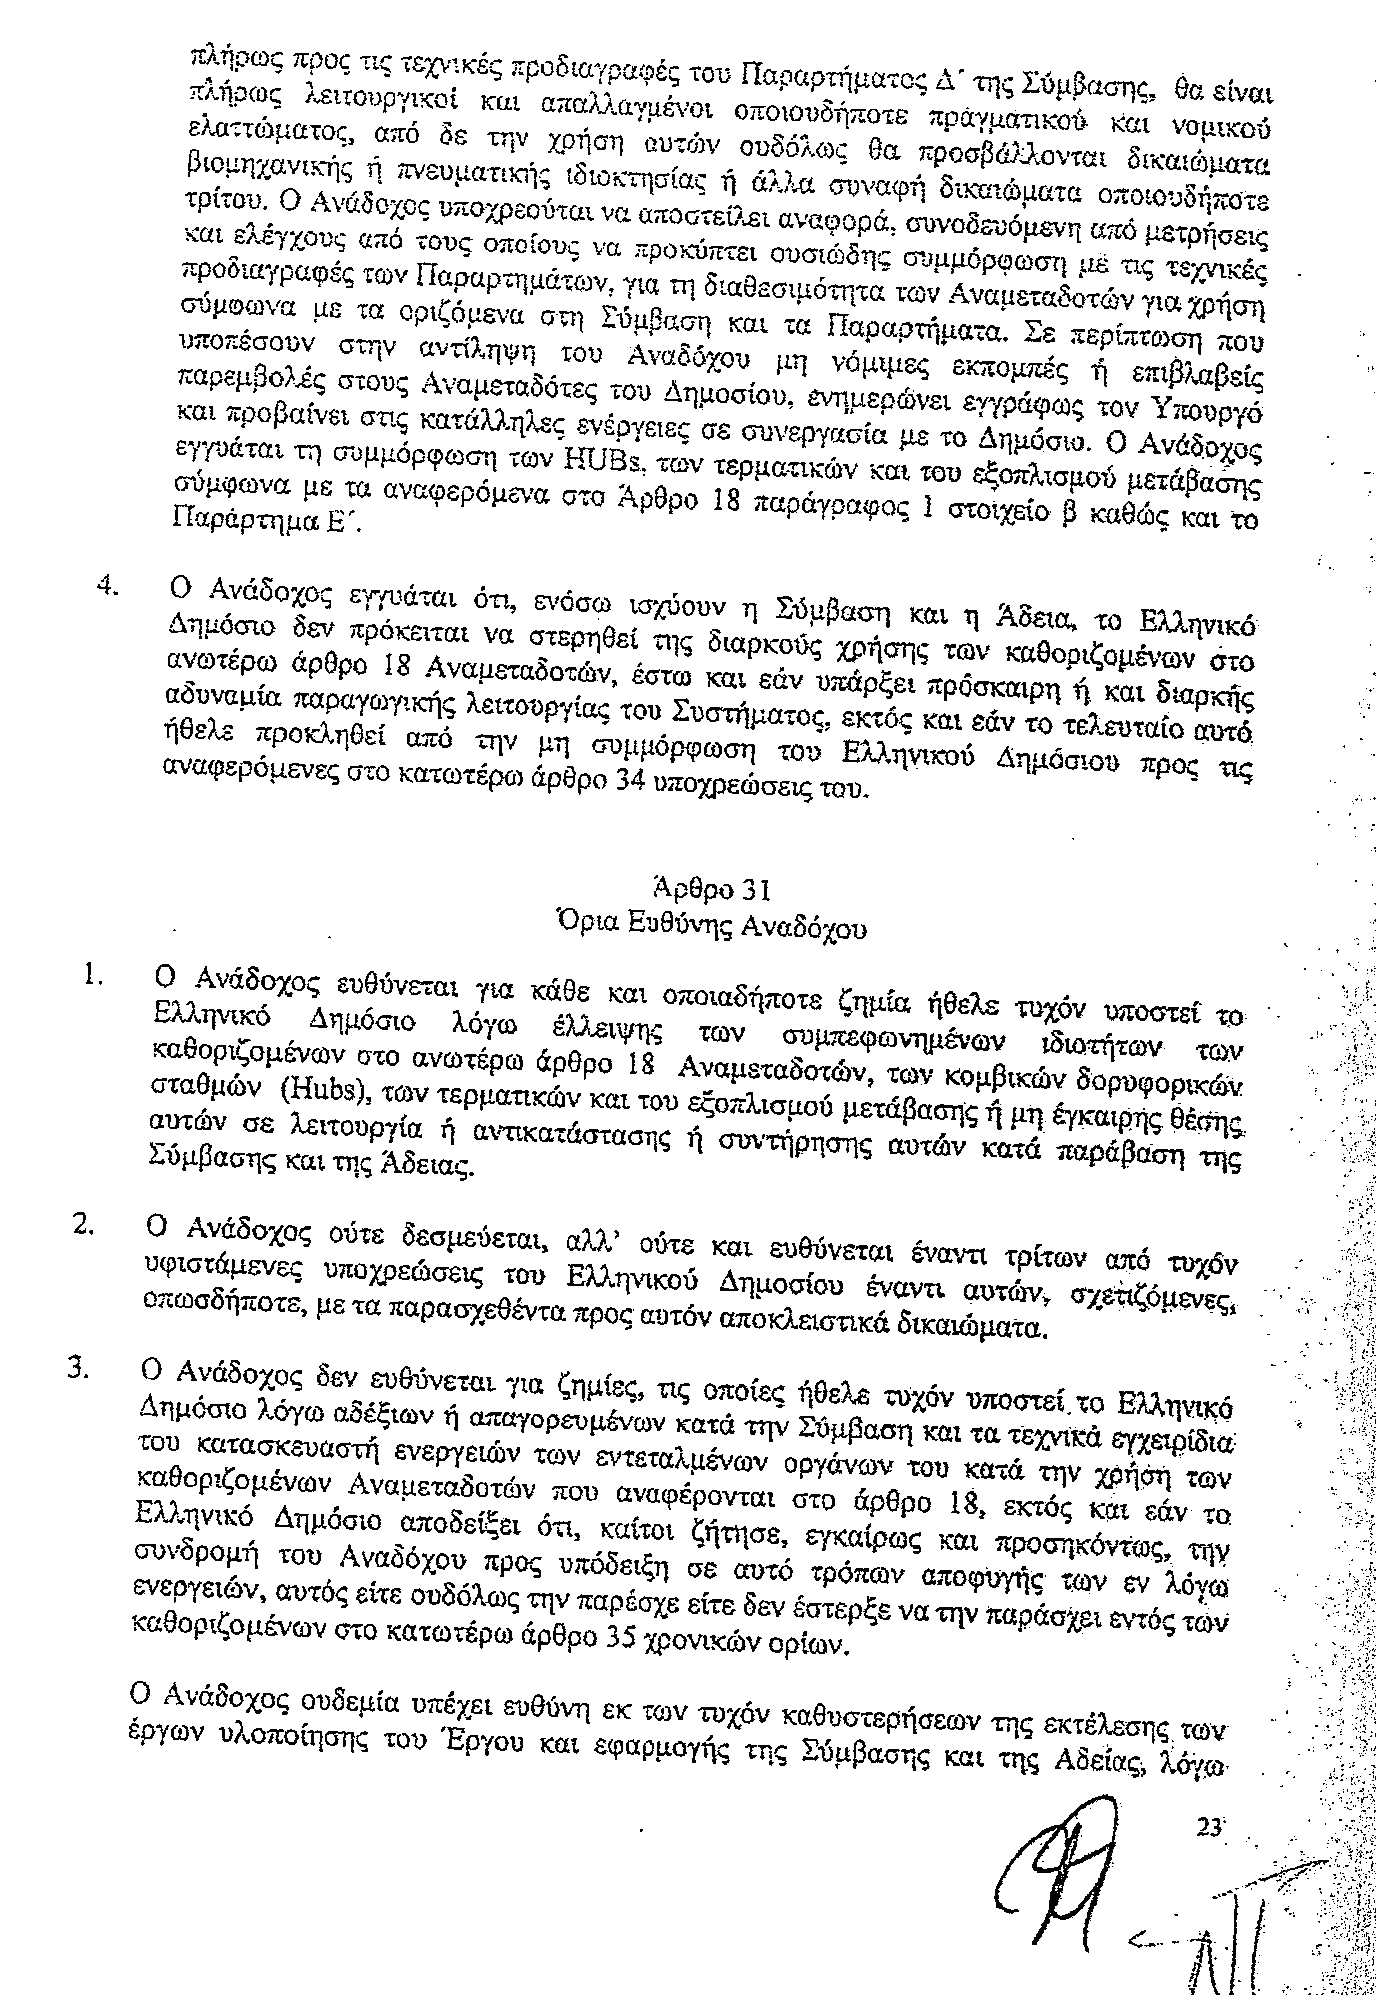 πλήρως προς τις τεχνικές προδιαγραφές του Παραρτήματος Δ΄ της Σύμβασης, θα είναι
πλήρως λειτουργικοί και απαλλαγμένοι οποιουδήποτε πραγματικού και νομικού
ελαττώματος, από δε την χρήση αυτών ουδόλως θα προσβάλλονται δικαιώματα
βιομηχανικής ή πνευματικής ιδιοκτησίας ή άλλα συναφή δικαιώματα οποιουδήποτε
τρίτου. Ο Ανάδοχος υποχρεούται να αποστείλει αναφορά, συνοδευόμενη από μετρήσεις
και ελέγχους από τους οποίους να προκύπτει ουσιώδης συμμόρφωση με τις τεχνικές
προδιαγραφές των Παραρτημάτων, για τη διαθεσιμότητα των Αναμεταδοτών για χρήση
σύμφωνα με τα οριζόμενα στη Σύμβαση και τα Παραρτήματα. Σε περίπτωση που
υποπέσουν στην αντίληψη του Αναδόχου μη νόμιμες εκπομπές ή επιβλαβείς
παρεμβολές στους Αναμεταδότες του Δημοσίου, ενημερώνει εγγράφως τον Υπουργό
και προβαίνει στις κατάλληλες ενέργειες σε συνεργασία με το Δημόσιο. Ο Ανάδοχος
εγγυάται τη συμμόρφωση των HUBs, των τερματικών και του εξοπλισμού μετάβασης
σύμφωνα με τα αναφερόμενα στο Άρθρο 18 παράγραφος 1 στοιχείο β καθώς και το
Παράρτημα Ε΄.
4. Ο Ανάδοχος εγγυάται ότι, ενόσω ισχύουν η Σύμβαση και η Άδεια, το Ελληνικό
Δημόσιο δεν πρόκειται να στερηθεί της διαρκούς χρήσης των καθοριζομένων στο
ανωτέρω άρθρο 18 Αναμεταδοτών, έστω και εάν υπάρξει πρόσκαιρη ή και διαρκής
αδυναμία παραγωγικής λειτουργίας του Συστήματος, εκτός και εάν το τελευταίο αυτό
ήθελε προκληθεί από την μη συμμόρφωση του Ελληνικού Δημόσιου προς τις
αναφερόμενες στο κατωτέρω άρθρο 34 υποχρεώσεις του.
Άρθρο 31
Όρια Ευθύνης Αναδόχου
1. Ο Ανάδοχος ευθύνεται για κάθε και οποιαδήποτε ζημία ήθελε τυχόν υποστεί το
Ελληνικό Δημόσιο λόγω έλλειψης των συμπεφωνημένων ιδιοτήτων των
καθοριζομένων στο ανωτέρω άρθρο 18 Αναμεταδοτών, των κομβικών δορυφορικών
σταθμών (Hubs), των τερματικών και του εξοπλισμού μετάβασης ή μη έγκαιρης θέσης
αυτών σε λειτουργία ή αντικατάστασης ή συντήρησης αυτών κατά παράβαση της
Σύμβασης και της Άδειας.
2. Ο Ανάδοχος ούτε δεσμεύεται, αλλ’ ούτε και ευθύνεται έναντι τρίτων από τυχόν
υφιστάμενες υποχρεώσεις του Ελληνικού Δημοσίου έναντι αυτών, σχετιζόμενες,
οπωσδήποτε, με τα παρασχεθέντα προς αυτόν αποκλειστικά δικαιώματα.
3. Ο Ανάδοχος δεν ευθύνεται για ζημίες, τις οποίες ήθελε τυχόν υποστεί το Ελληνικό
Δημόσιο λόγω αδέξιων ή απαγορευμένων κατά την Σύμβαση και τα τεχνικά εγχειρίδια
του κατασκευαστή ενεργειών των εντεταλμένων οργάνων του κατά την χρήση των
καθοριζομένων Αναμεταδοτών που αναφέρονται στο άρθρο 18, εκτός και εάν το
Ελληνικό Δημόσιο αποδείξει ότι, καίτοι ζήτησε, εγκαίρως και προσηκόντως, την
συνδρομή του Αναδόχου προς υπόδειξη σε αυτό τρόπων αποφυγής των εν λόγω
ενεργειών, αυτός είτε ουδόλως την παρέσχε είτε δεν έστερξε να την παράσχει εντός των
καθοριζομένων στο κατωτέρω άρθρο 35 χρονικών ορίων.
Ο Ανάδοχος ουδεμία υπέχει ευθύνη εκ των τυχόν καθυστερήσεων της εκτέλεσης των
έργων υλοποίησης του Έργου και εφαρμογής της Σύμβασης και της Αδείας, λόγω
23